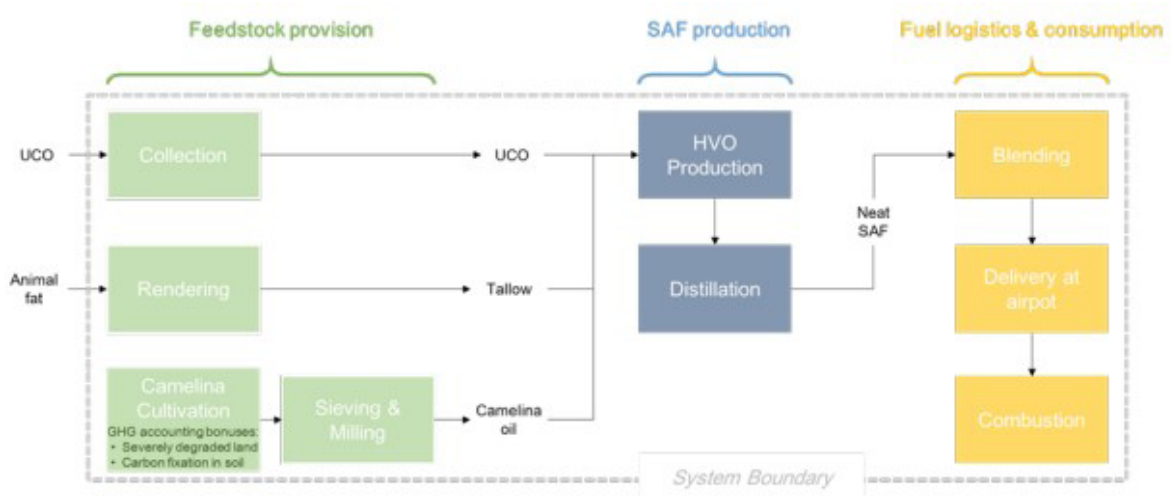 Feedstock provision
SAF production
Fuel logistics & consumption
UCO
Collection
UCO
HVO
Production
Blending
Neat
SAF
Animal
fat
Rendering
Tallow
Distillation
Delivery at
airpot
Camelina
Cultivation
GHG accounting bonuses:
• Severely degraded land
• Carbon fixation in soil
Sieving &
Milling
Camelina
oil
Combustion
System Boundary